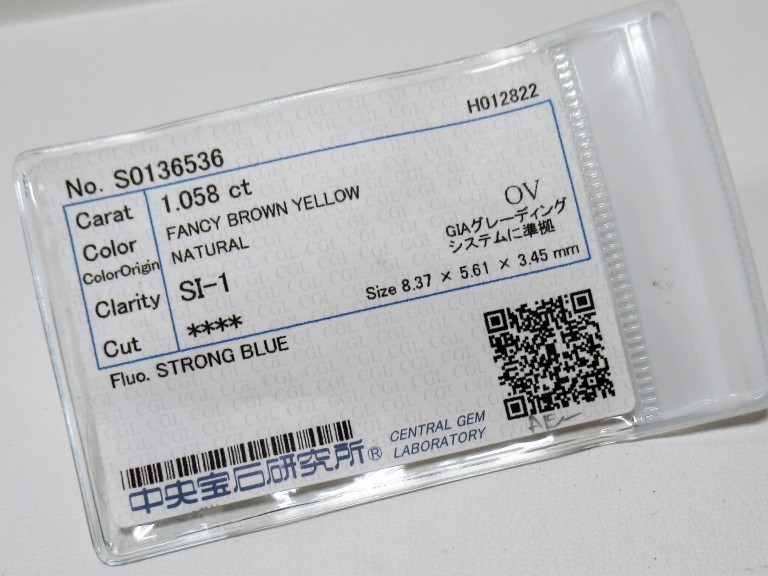 H012822
No. S0136536
Carat 1.058 ct
Color FANCY BROWN YELLOW
ColorOrigin NATURAL
OV
GIAグレーディング
システムに準拠
Clarity SI-1
Size 8.37 × 5.61 × 3.45 mm
Cut ****
Fluo. STRONG BLUE
中央宝石研究所®
CENTRAL GEM
LABORATORY